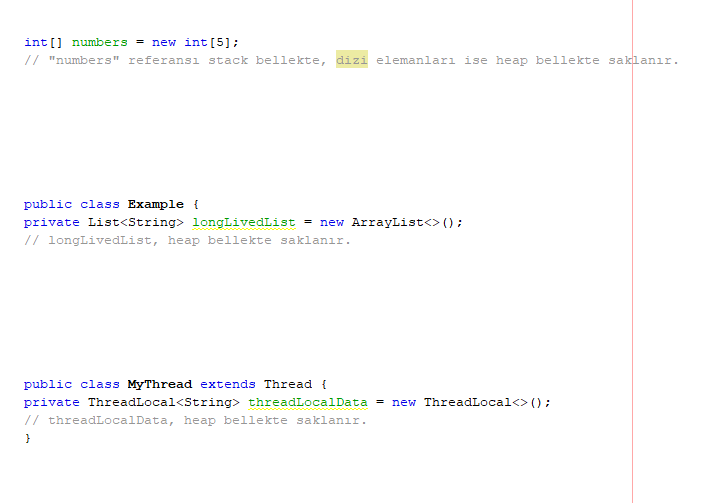 int[] numbers = new int[5];
// "numbers" referansı stack bellekte, dizi elemanları ise heap bellekte saklanır.
public class Example {
private List<String> longLivedList = new ArrayList<>();
// longLivedList, heap bellekte saklanır.
public class MyThread extends Thread {
private ThreadLocal<String> threadLocalData = new ThreadLocal<>();
// threadLocalData, heap bellekte saklanır.
}